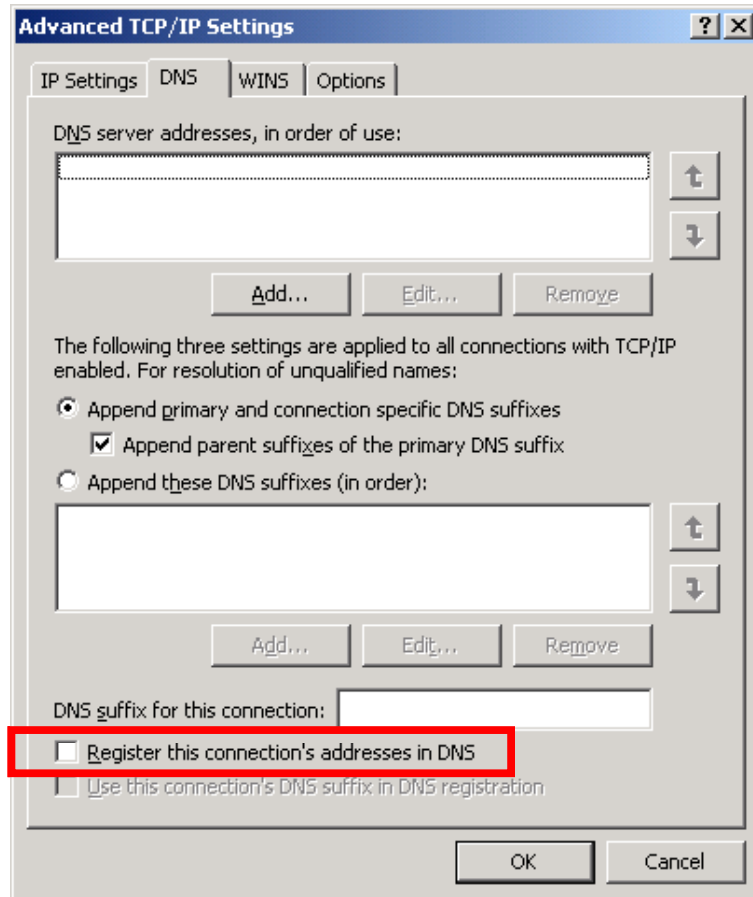 Advanced TCP/IP Settings
IP Settings DNS WINS Options
DNS server addresses, in order of use:
Add... Edit... Remove
The following three settings are applied to all connections with TCP/IP
enabled. For resolution of unqualified names:
Append primary and connection specific DNS suffixes
Append parent suffixes of the primary DNS suffix
Append these DNS suffixes (in order):
Add... Edit... Remove
DNS suffix for this connection:
Register this connection's addresses in DNS
Use this connection's DNS suffix in DNS registration
OK Cancel